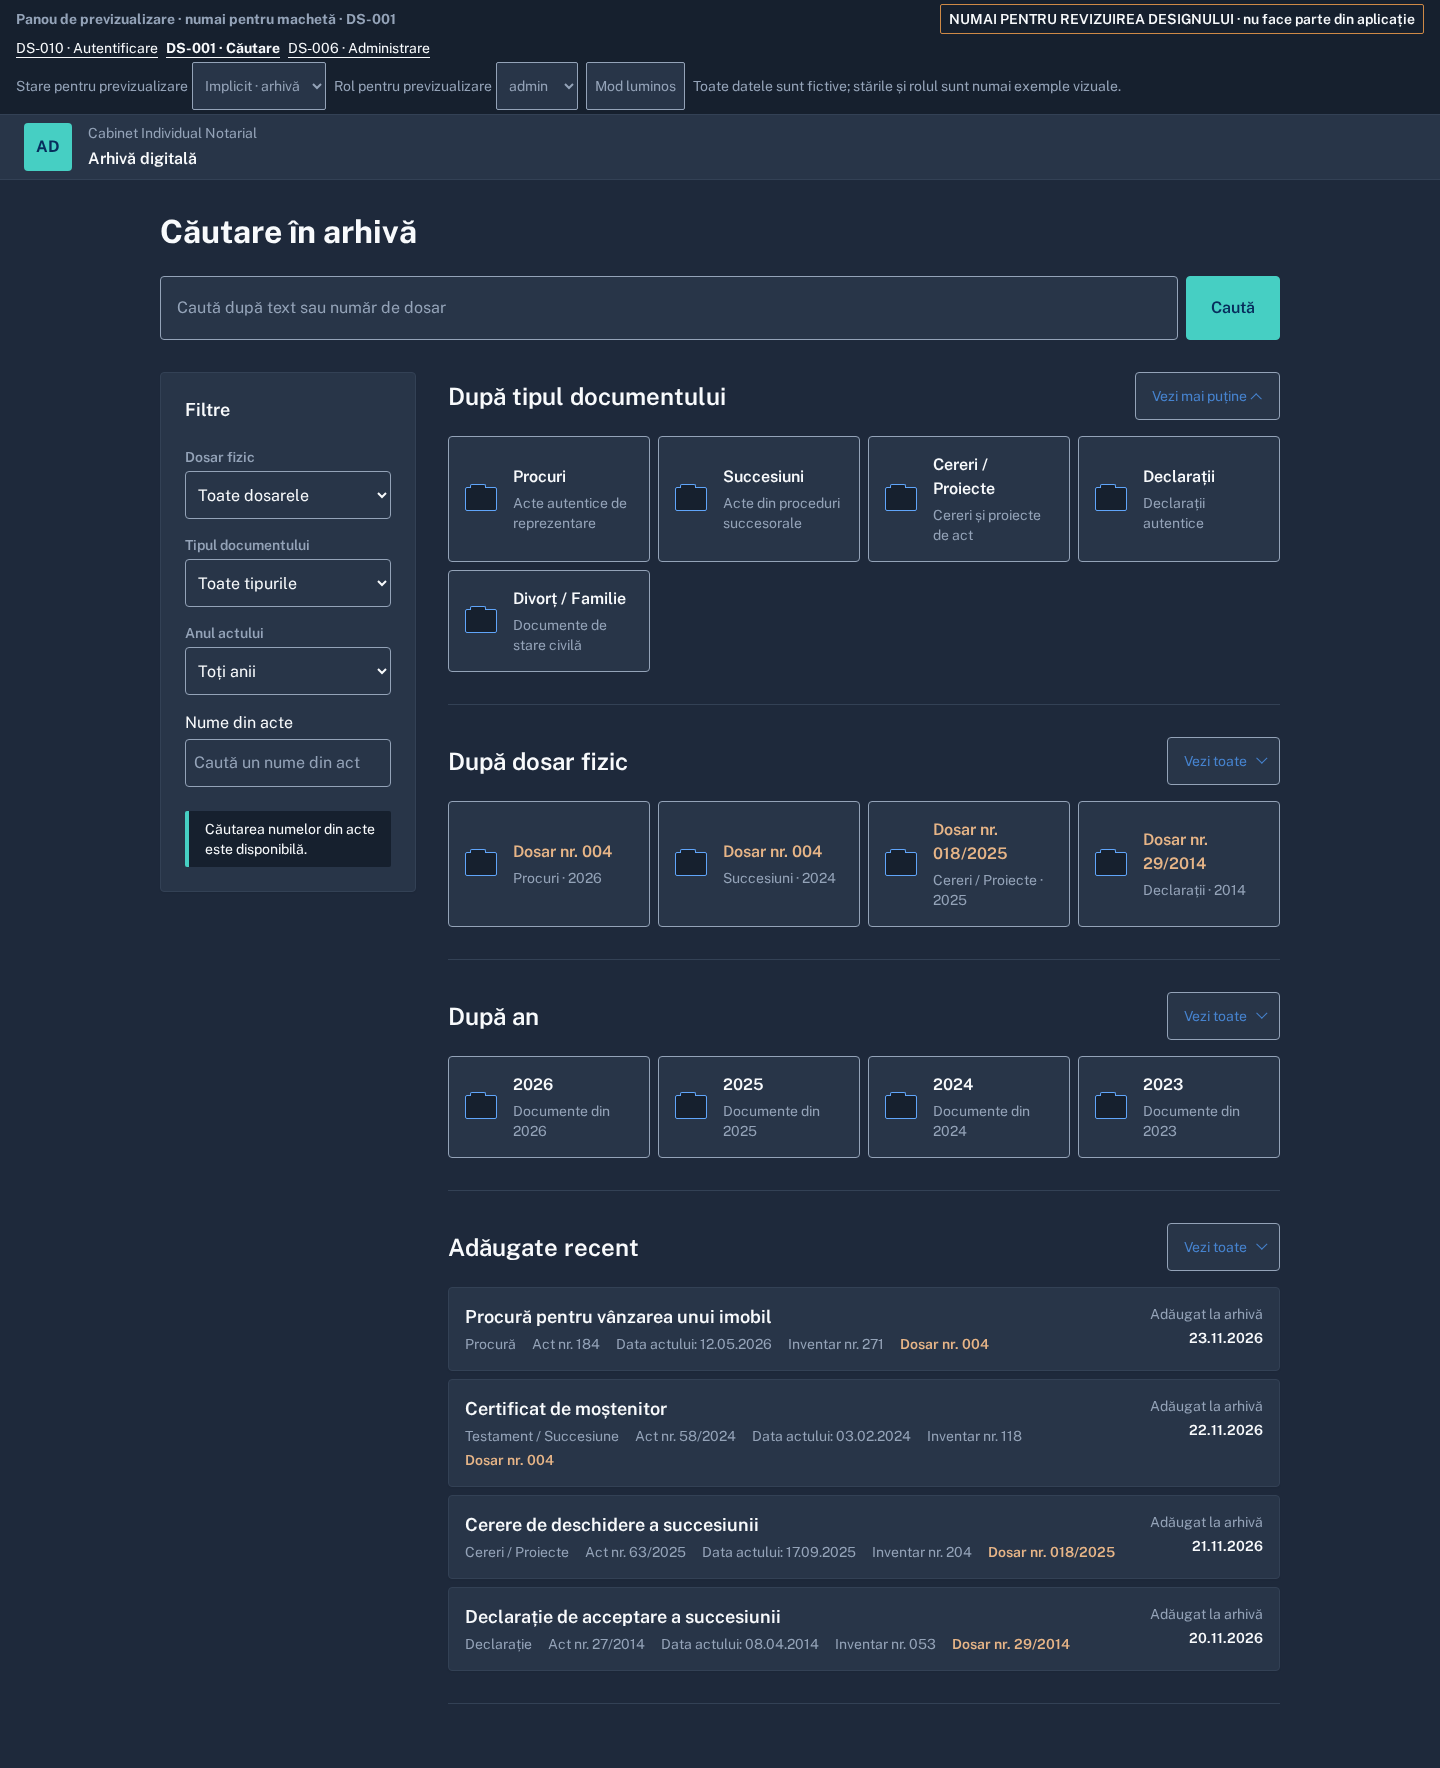 Panou de previzualizare · numai pentru machetă · DS-001
NUMAI PENTRU REVIZUIREA DESIGNULUI · nu face parte din aplicație
DS-010 · Autentificare DS-001 · Căutare DS-006 · Administrare
Stare pentru previzualizare Implicit · arhivă Rol pentru previzualizare admin Mod luminos Toate datele sunt fictive; stările și rolul sunt numai exemple vizuale.
AD
Cabinet Individual Notarial
Arhivă digitală
Căutare în arhivă
Caută după text sau număr de dosar
Caută
Filtre
Dosar fizic
Toate dosarele
Tipul documentului
Toate tipurile
Anul actului
Toți anii
Nume din acte
Caută un nume din act
Căutarea numelor din acte
este disponibilă.
După tipul documentului
Vezi mai puține
Procuri
Acte autentice de
reprezentare
Succesiuni
Acte din proceduri
succesorale
Cereri /
Proiecte
Cereri și proiecte
de act
Declarații
Declarații
autentice
Divorț / Familie
Documente de
stare civilă
După dosar fizic
Vezi toate
Dosar nr. 004
Procuri · 2026
Dosar nr. 004
Succesiuni · 2024
Dosar nr.
018/2025
Cereri / Proiecte ·
2025
Dosar nr.
29/2014
Declarații · 2014
După an
Vezi toate
2026
Documente din
2026
2025
Documente din
2025
2024
Documente din
2024
2023
Documente din
2023
Adăugate recent
Vezi toate
Procură pentru vânzarea unui imobil
Procură Act nr. 184 Data actului: 12.05.2026 Inventar nr. 271 Dosar nr. 004
Adăugat la arhivă
23.11.2026
Certificat de moștenitor
Testament / Succesiune Act nr. 58/2024 Data actului: 03.02.2024 Inventar nr. 118
Dosar nr. 004
Adăugat la arhivă
22.11.2026
Cerere de deschidere a succesiunii
Cereri / Proiecte Act nr. 63/2025 Data actului: 17.09.2025 Inventar nr. 204 Dosar nr. 018/2025
Adăugat la arhivă
21.11.2026
Declarație de acceptare a succesiunii
Declarație Act nr. 27/2014 Data actului: 08.04.2014 Inventar nr. 053 Dosar nr. 29/2014
Adăugat la arhivă
20.11.2026